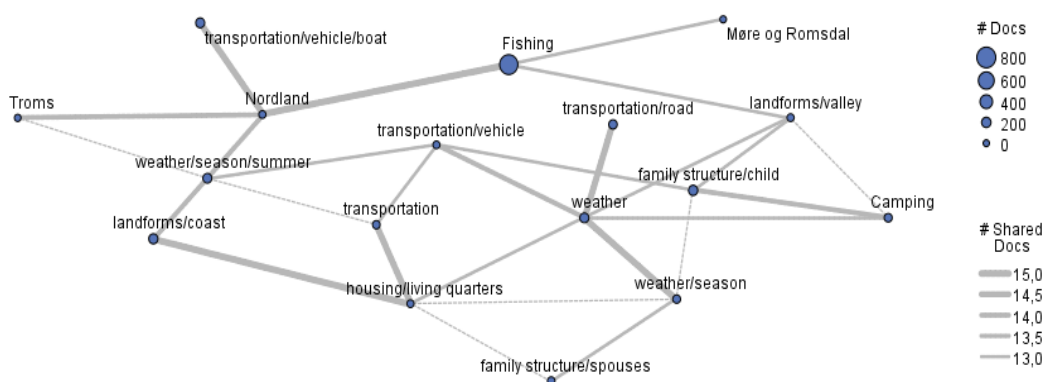 Fishing
Møre og Romsdal
transportation/vehicle/boat
Troms
Nordland
transportation/road
landforms/valley
transportation/vehicle
weather/season/summer
family structure/child
landforms/coast
transportation
weather
Camping
housing/living quarters
weather/season
family structure/spouses
# Docs
800
600
400
200
0
# Shared
Docs
15,0
14,5
14,0
13,5
13,0